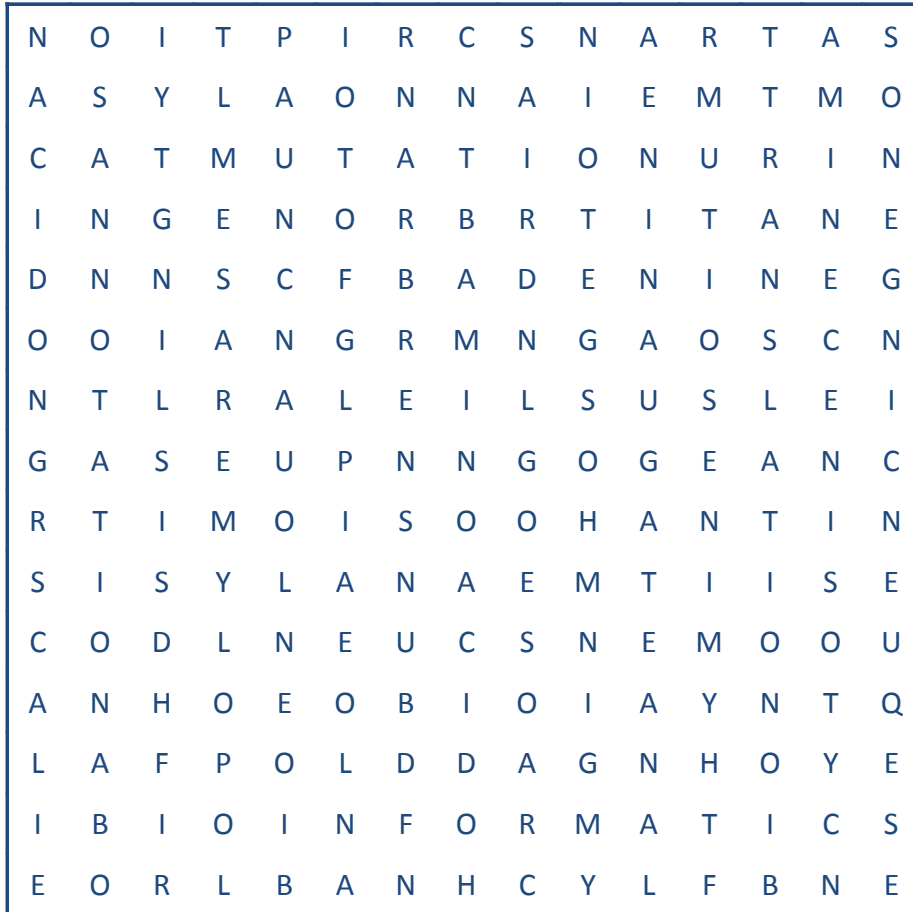 N O I T P I R C S N A R T A S
A S Y L A O N N A I E M T M O
C A T M U T A T I O N U R I N
I N G E N O R B R T I T A N E
D N N S C F B A D E N I N E G
O O I A N G R M N G A O S C N
N T L R A L E I L S U S L E I
G A S E U P N N G O G E A N C
R T I M O I S O O H A N T I N
S I S Y L A N A E M T I I S E
C O D L N E U C S N E M O O U
A N H O E O B I O I A Y N T Q
L A F P O L D D A G N H O Y E
I B I O I N F O R M A T I C S
E O R L B A N H C Y L F B N E